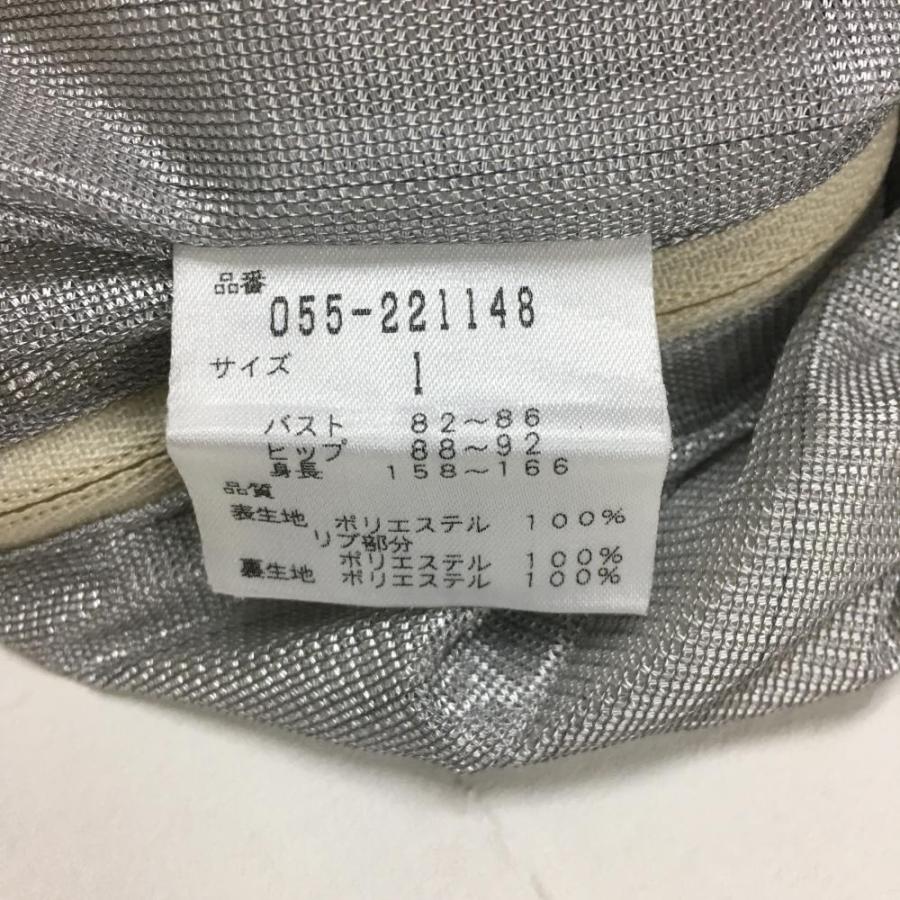 品番
055-221148
サイズ 1
バスト 82～86
ヒップ 88～92
身長 158～166
品質
表生地 ポリエステル 100%
リブ部分
ポリエステル 100%
裏生地 ポリエステル 100%